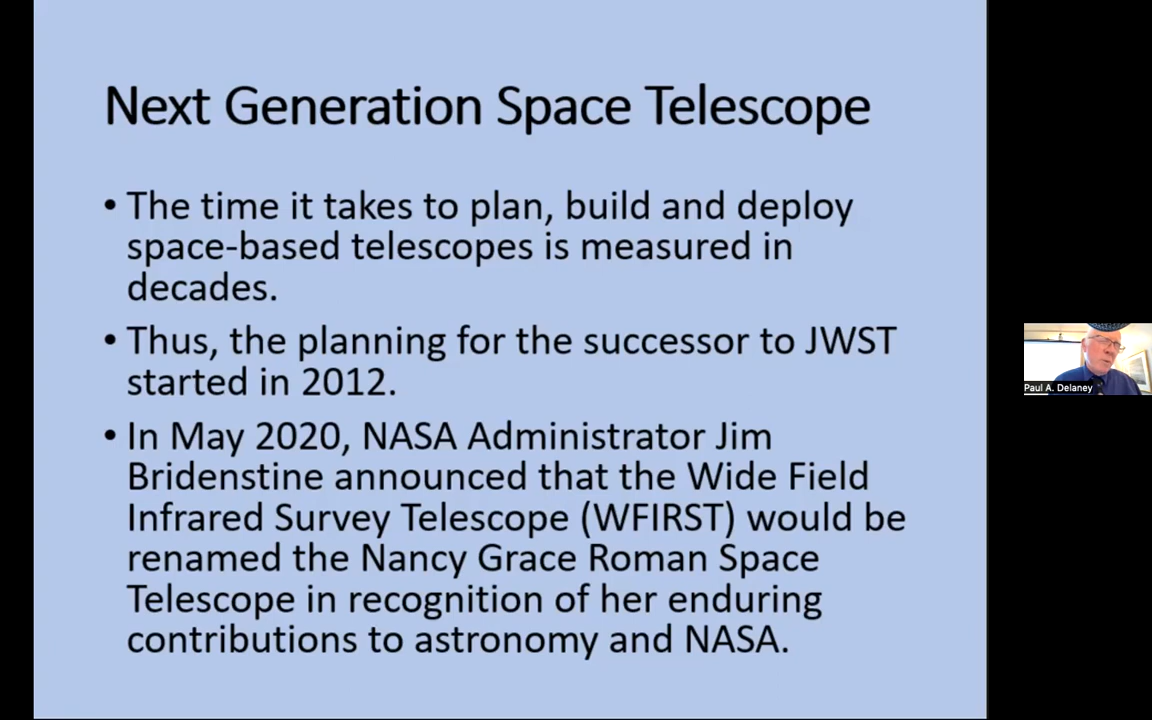 Next Generation Space Telescope
• The time it takes to plan, build and deploy
space-based telescopes is measured in
decades.
• Thus, the planning for the successor to JWST
started in 2012.
• In May 2020, NASA Administrator Jim
Bridenstine announced that the Wide Field
Infrared Survey Telescope (WFIRST) would be
renamed the Nancy Grace Roman Space
Telescope in recognition of her enduring
contributions to astronomy and NASA.
Paul A. Delaney